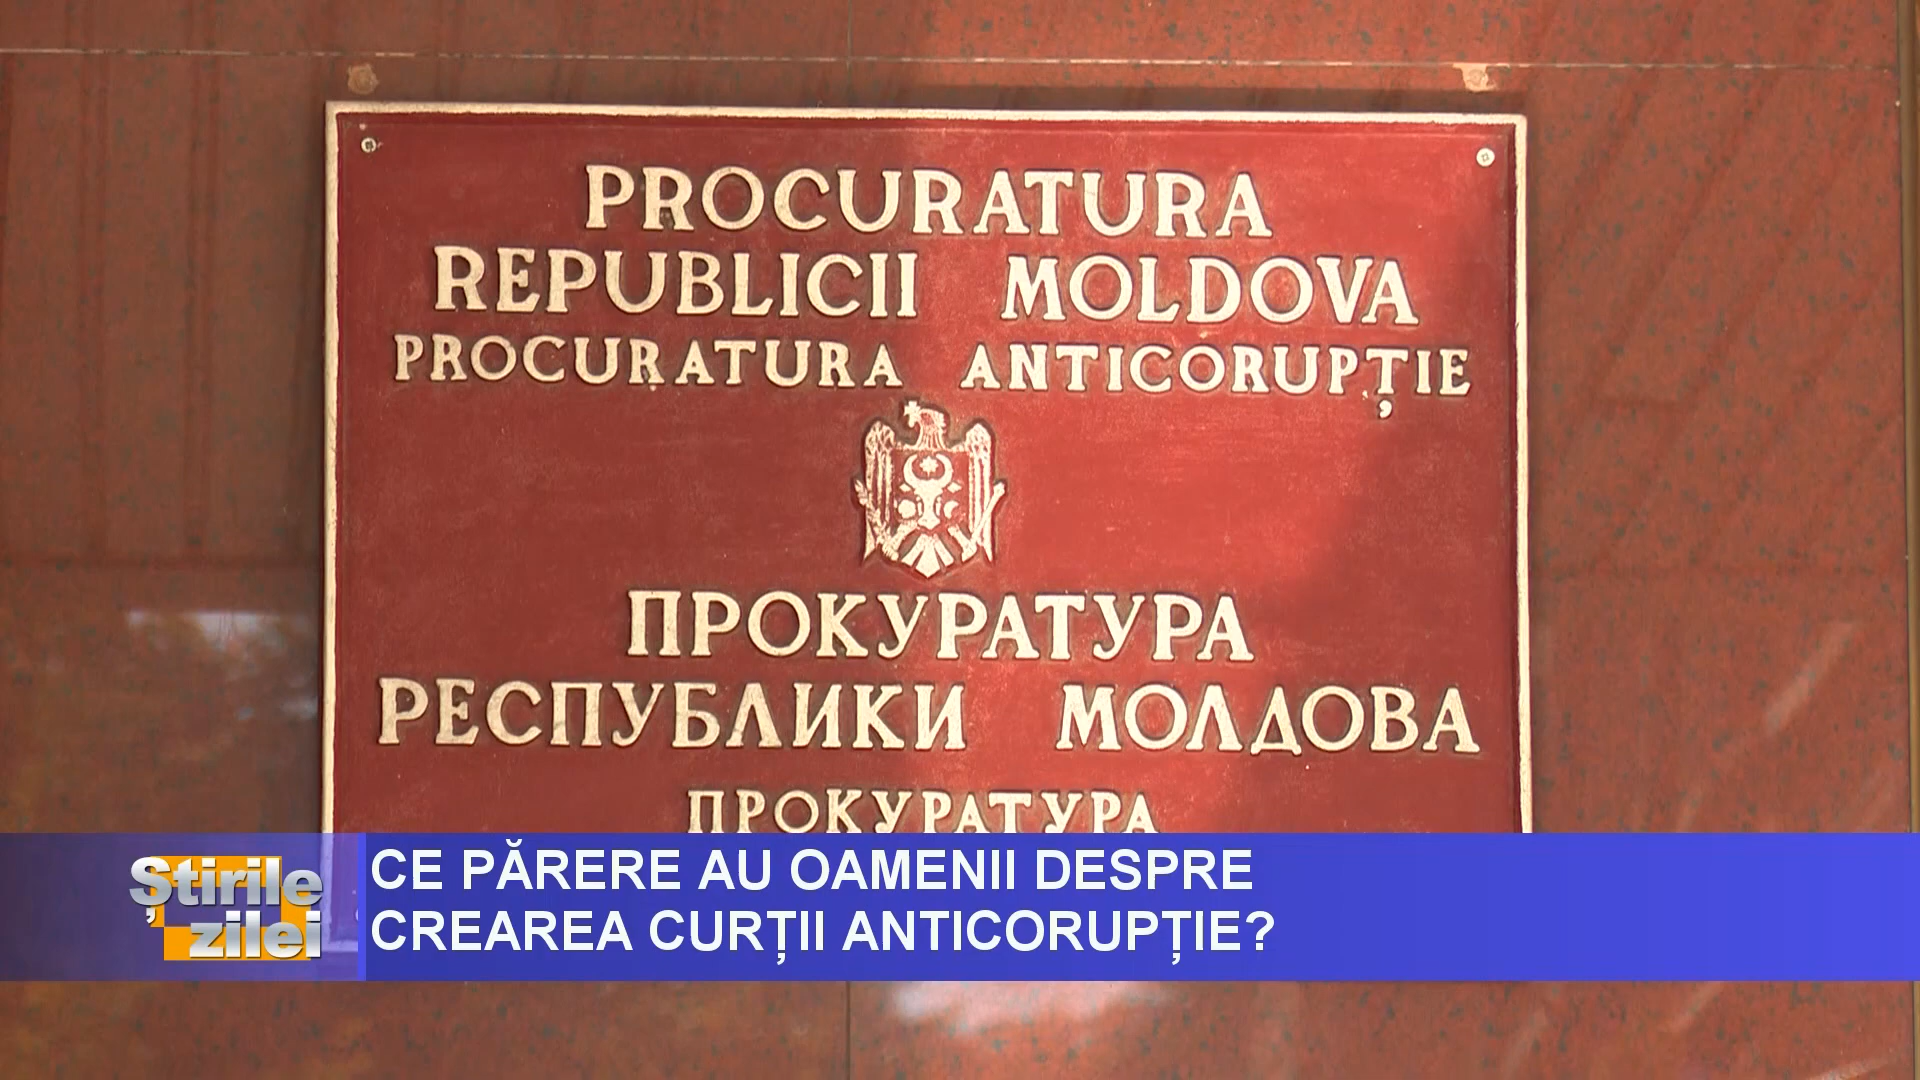 PROCURATURA
REPUBLICII MOLDOVA
PROCURATURA ANTICORUPȚIE
ПРОКУРАТУРА
РЕСПУБЛИКИ МОЛДОВА
ПРОКУРАТУРА
Știrile
zilei
CE PĂRERE AU OAMENII DESPRE
CREAREA CURȚII ANTICORUPȚIE?